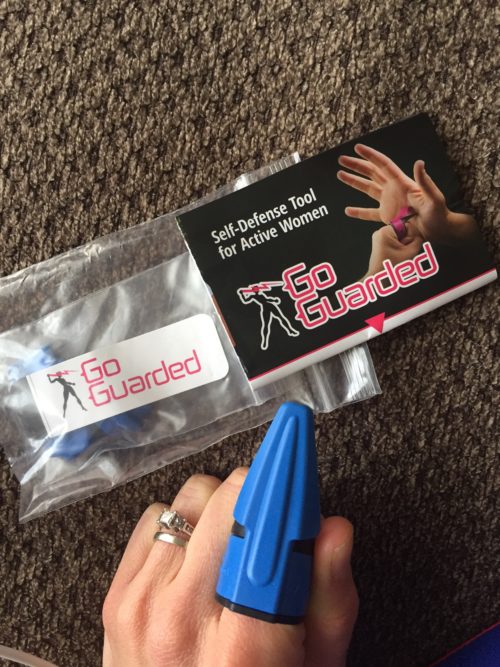 Self-Defense Tool
for Active Women
Go
Guarded
Go
Guarded